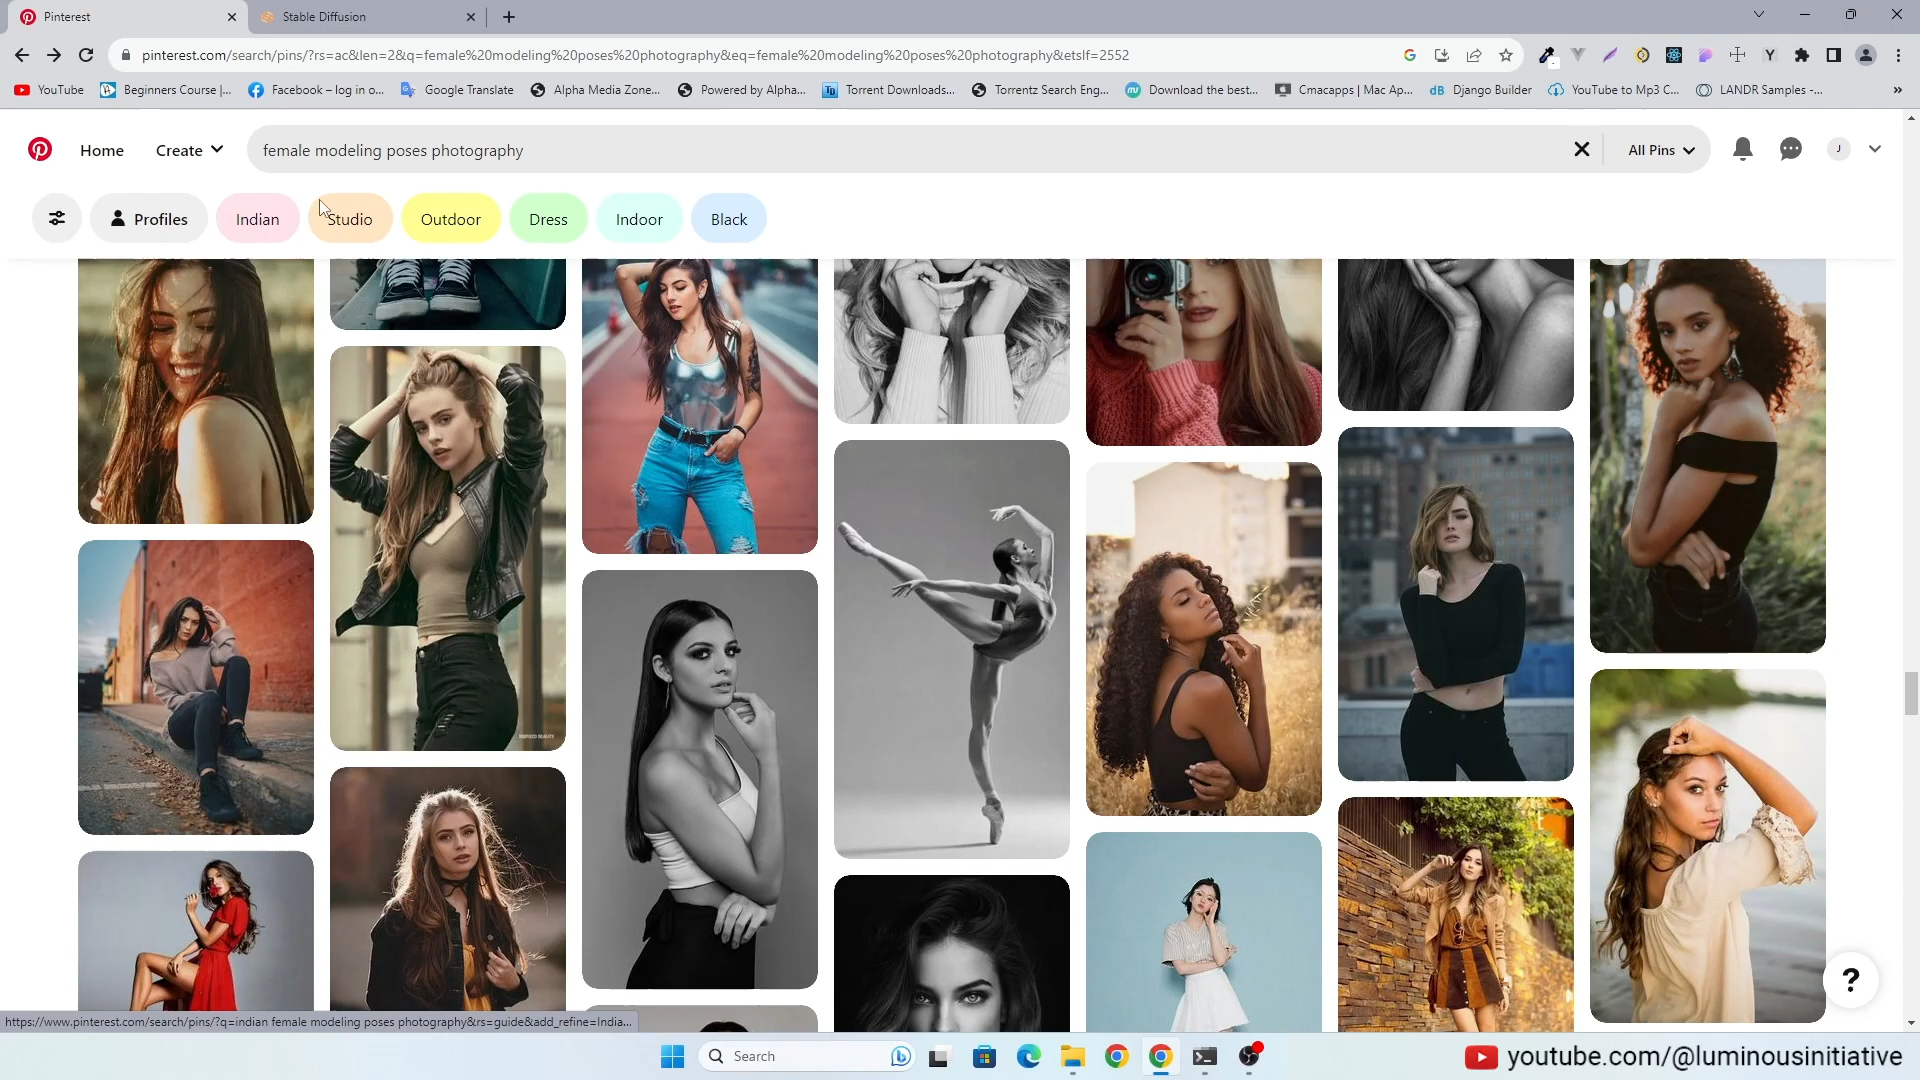 Pinterest
Stable Diffusion
pinterest.com/search/pins/?rs=ac&len=2&q=female%20modeling%20poses%20photography&eq=female%20modeling%20poses%20photography&etslf=2552
YouTube
Beginners Course |...
Facebook – log in o...
Google Translate
Alpha Media Zone...
Powered by Alpha...
Torrent Downloads...
Torrentz Search Eng...
Download the best...
Cmacapps | Mac Ap...
Django Builder
YouTube to Mp3 C...
LANDR Samples -...
»
Home
Create
female modeling poses photography
All Pins
J
Profiles
Indian
Studio
Outdoor
Dress
Indoor
Black
?
https://www.pinterest.com/search/pins/?q=indian female modeling poses photography&rs=guide&add_refine=India...
Search
youtube.com/@luminousinitiative